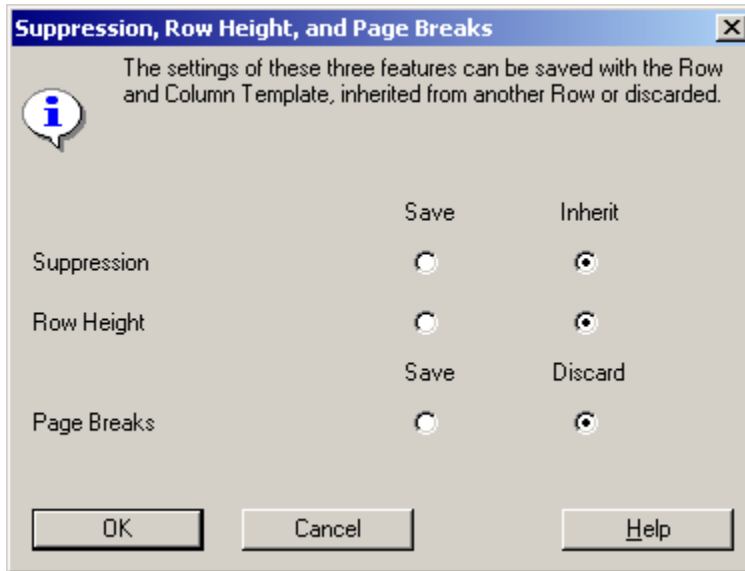 Suppression, Row Height, and Page Breaks
The settings of these three features can be saved with the Row
and Column Template, inherited from another Row or discarded.
Save Inherit
Suppression
Row Height
Save Discard
Page Breaks
OK Cancel Help